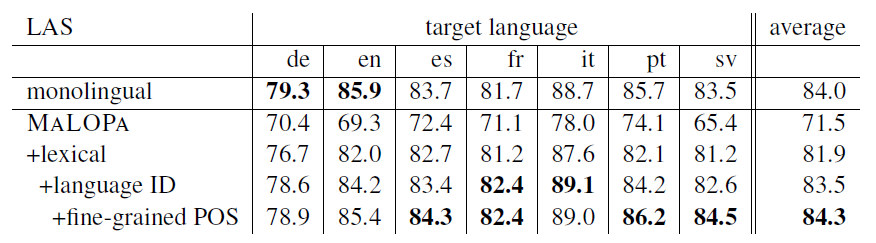 LAS target language average
de en es fr it pt sv
monolingual 79.3 85.9 83.7 81.7 88.7 85.7 83.5 84.0
MALOPA 70.4 69.3 72.4 71.1 78.0 74.1 65.4 71.5
+lexical 76.7 82.0 82.7 81.2 87.6 82.1 81.2 81.9
+language ID 78.6 84.2 83.4 82.4 89.1 84.2 82.6 83.5
+fine-grained POS 78.9 85.4 84.3 82.4 89.0 86.2 84.5 84.3